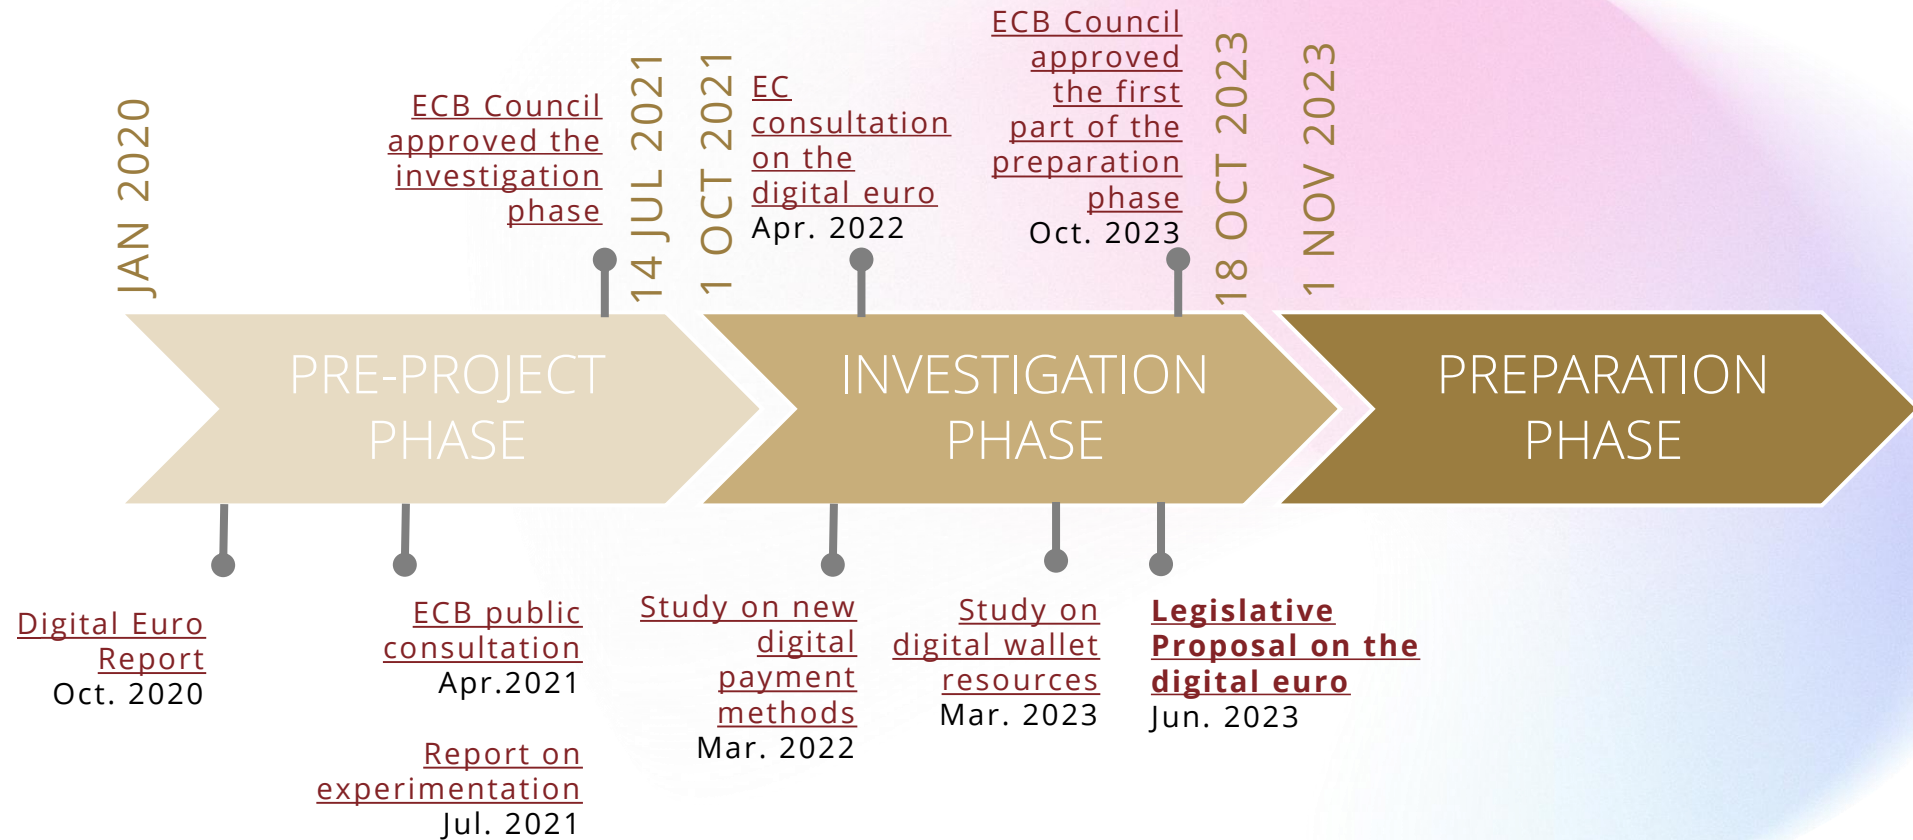 JAN 2020
ECB Council
approved the
investigation
phase
14 JUL 2021
1 OCT 2021
EC
consultation
on the
digital euro
Apr. 2022
ECB Council
approved
the first
part of the
preparation
phase
Oct. 2023
18 OCT 2023
1 NOV 2023
PRE-PROJECT
PHASE
INVESTIGATION
PHASE
PREPARATION
PHASE
Digital Euro
Report
Oct. 2020
ECB public
consultation
Apr.2021
Report on
experimentation
Jul. 2021
Study on new
digital
payment
methods
Mar. 2022
Study on
digital wallet
resources
Mar. 2023
Legislative
Proposal on the
digital euro
Jun. 2023